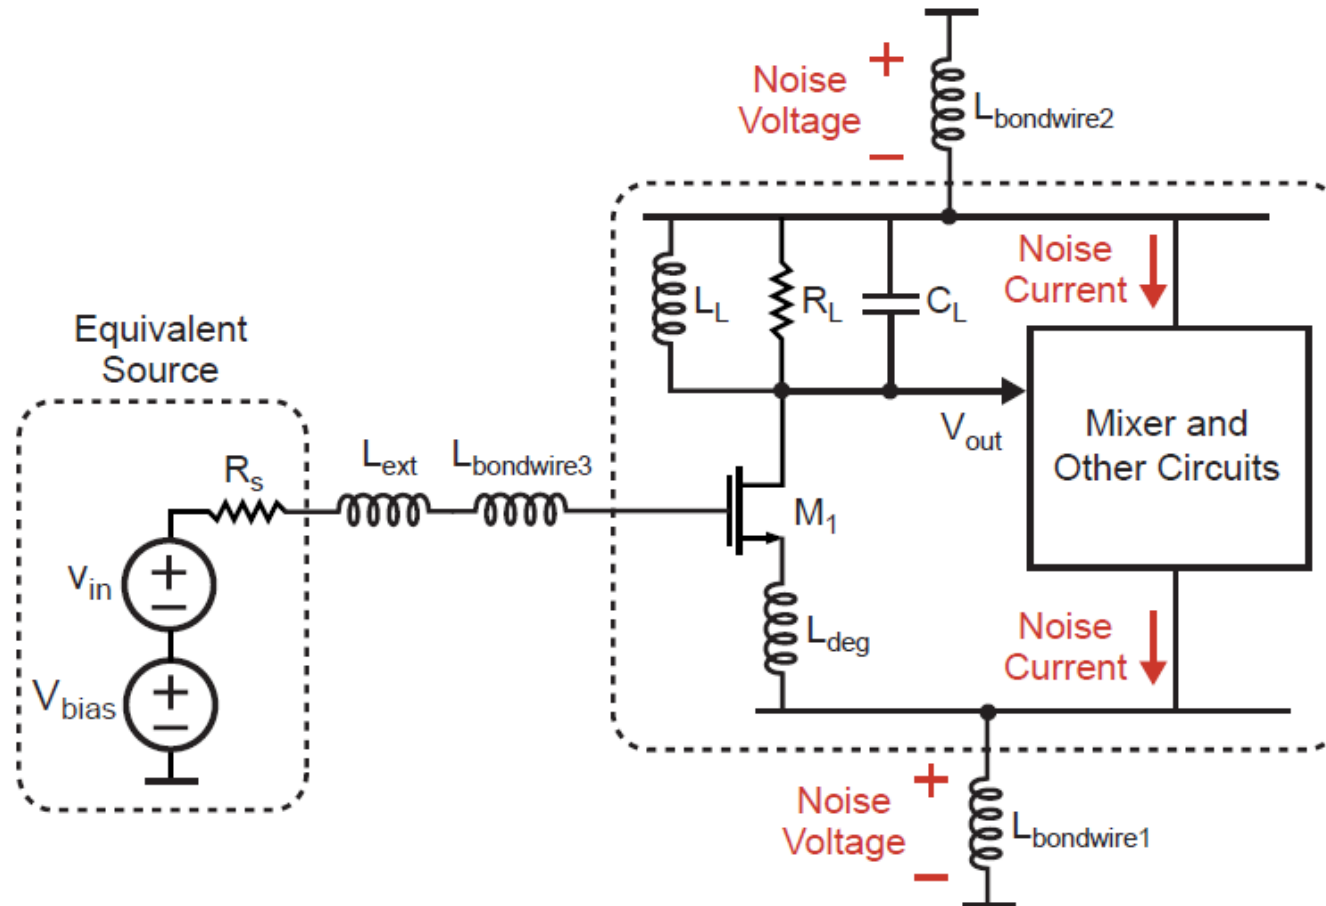 Noise
Voltage
+
−
L_bondwire2
Noise
Current
L_L
R_L
C_L
Equivalent
Source
R_s
L_ext
L_bondwire3
V_out
Mixer and
Other Circuits
M_1
v_in
+
−
V_bias
+
−
L_deg
Noise
Current
Noise
Voltage
+
−
L_bondwire1